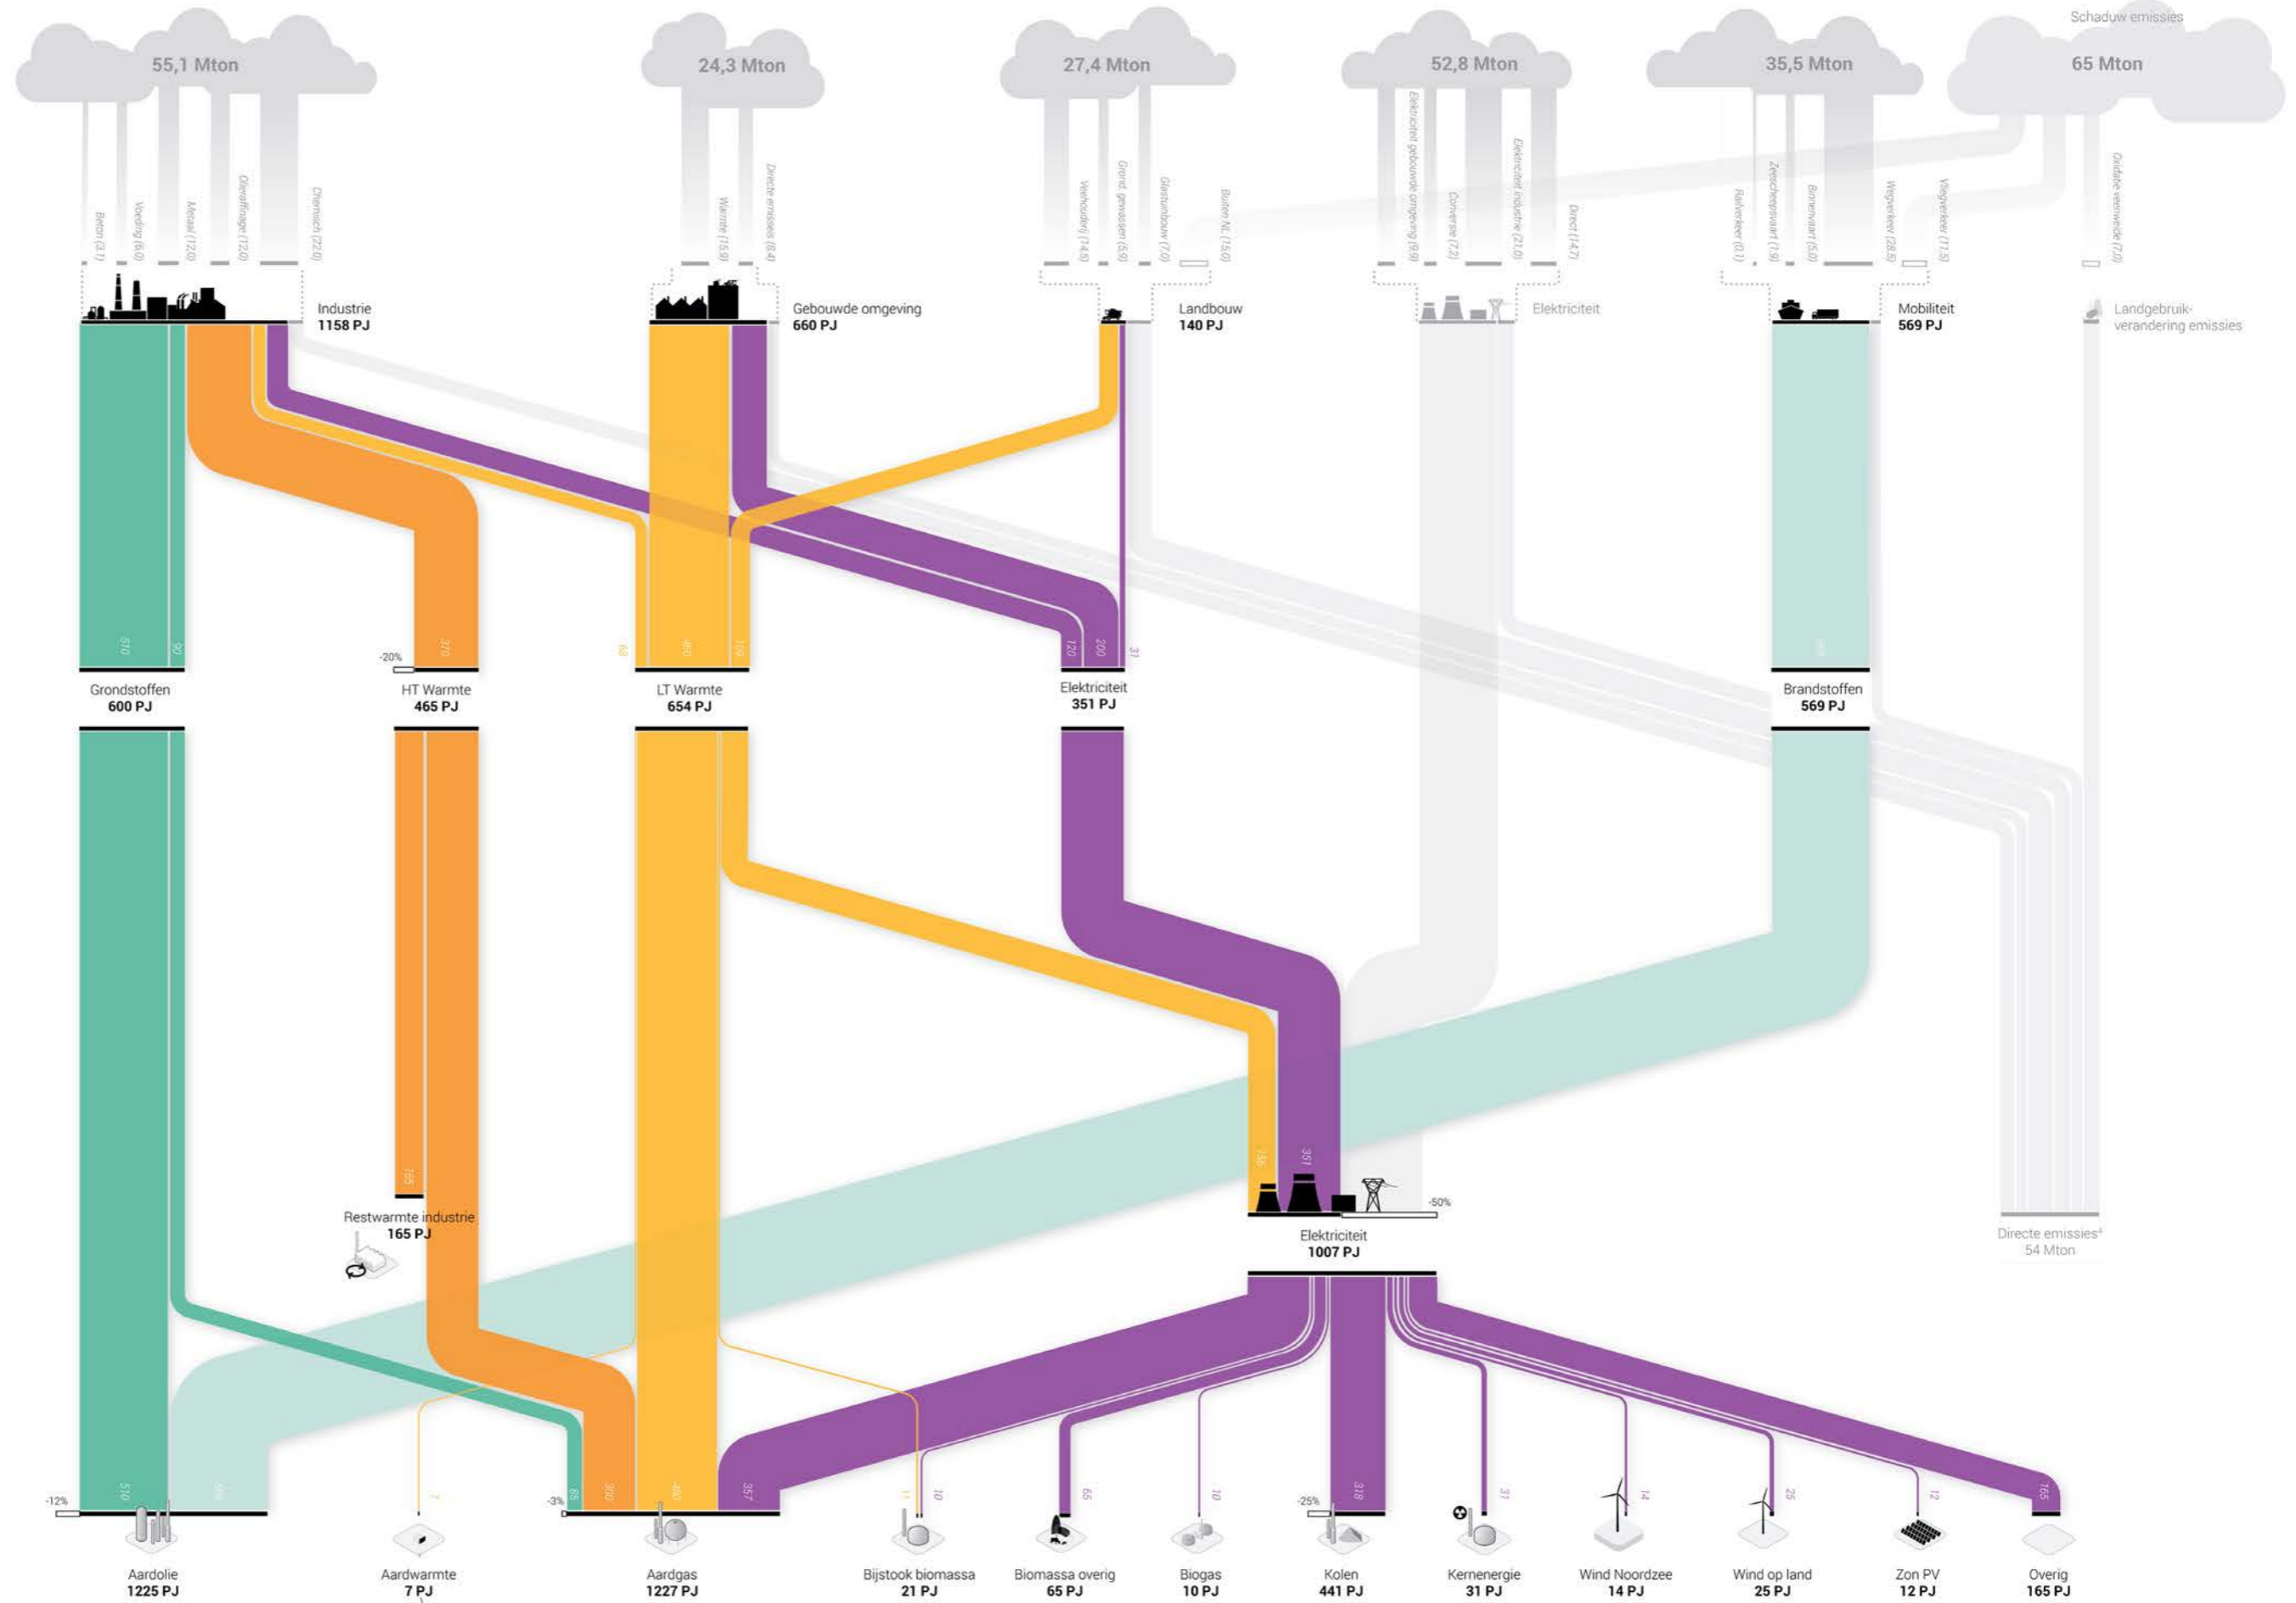 Schaduw emissies
55,1 Mton
24,3 Mton
27,4 Mton
52,8 Mton
35,5 Mton
65 Mton
Beton (3,1)
Voeding (6,0)
Metaal (12,0)
Olieraffinage (12,0)
Chemisch (22,0)
Warmte (15,9)
Directe emissies (8,4)
Veehouderij (14,5)
Grond, gewassen (5,9)
Glastuinbouw (7,0)
Buiten NL (15,0)
Elektriciteit gebouwde omgeving (9,9)
Conversie (7,2)
Elektriciteit industrie (21,0)
Direct (14,7)
Railverkeer (0,1)
Zeescheepsvaart (1,9)
Binnenvaart (5,0)
Wegverkeer (28,5)
Vliegverkeer (11,5)
Oxidatie veenweide (7,0)
Industrie
1158 PJ
Gebouwde omgeving
660 PJ
Landbouw
140 PJ
Elektriciteit
Mobiliteit
569 PJ
Landgebruik-
verandering emissies
510
90
-20%
370
68
460
109
120
200
31
Grondstoffen
600 PJ
HT Warmte
465 PJ
LT Warmte
654 PJ
Elektriciteit
351 PJ
Brandstoffen
569 PJ
165
Restwarmte industrie
165 PJ
156
351
-50%
Elektriciteit
1007 PJ
Directe emissies⁴
54 Mton
-12%
510
7
-3%
300
357
11
10
65
10
-25%
318
31
14
25
12
165
Aardolie
1225 PJ
Aardwarmte
7 PJ
Aardgas
1227 PJ
Bijstook biomassa
21 PJ
Biomassa overig
65 PJ
Biogas
10 PJ
Kolen
441 PJ
Kernenergie
31 PJ
Wind Noordzee
14 PJ
Wind op land
25 PJ
Zon PV
12 PJ
Overig
165 PJ